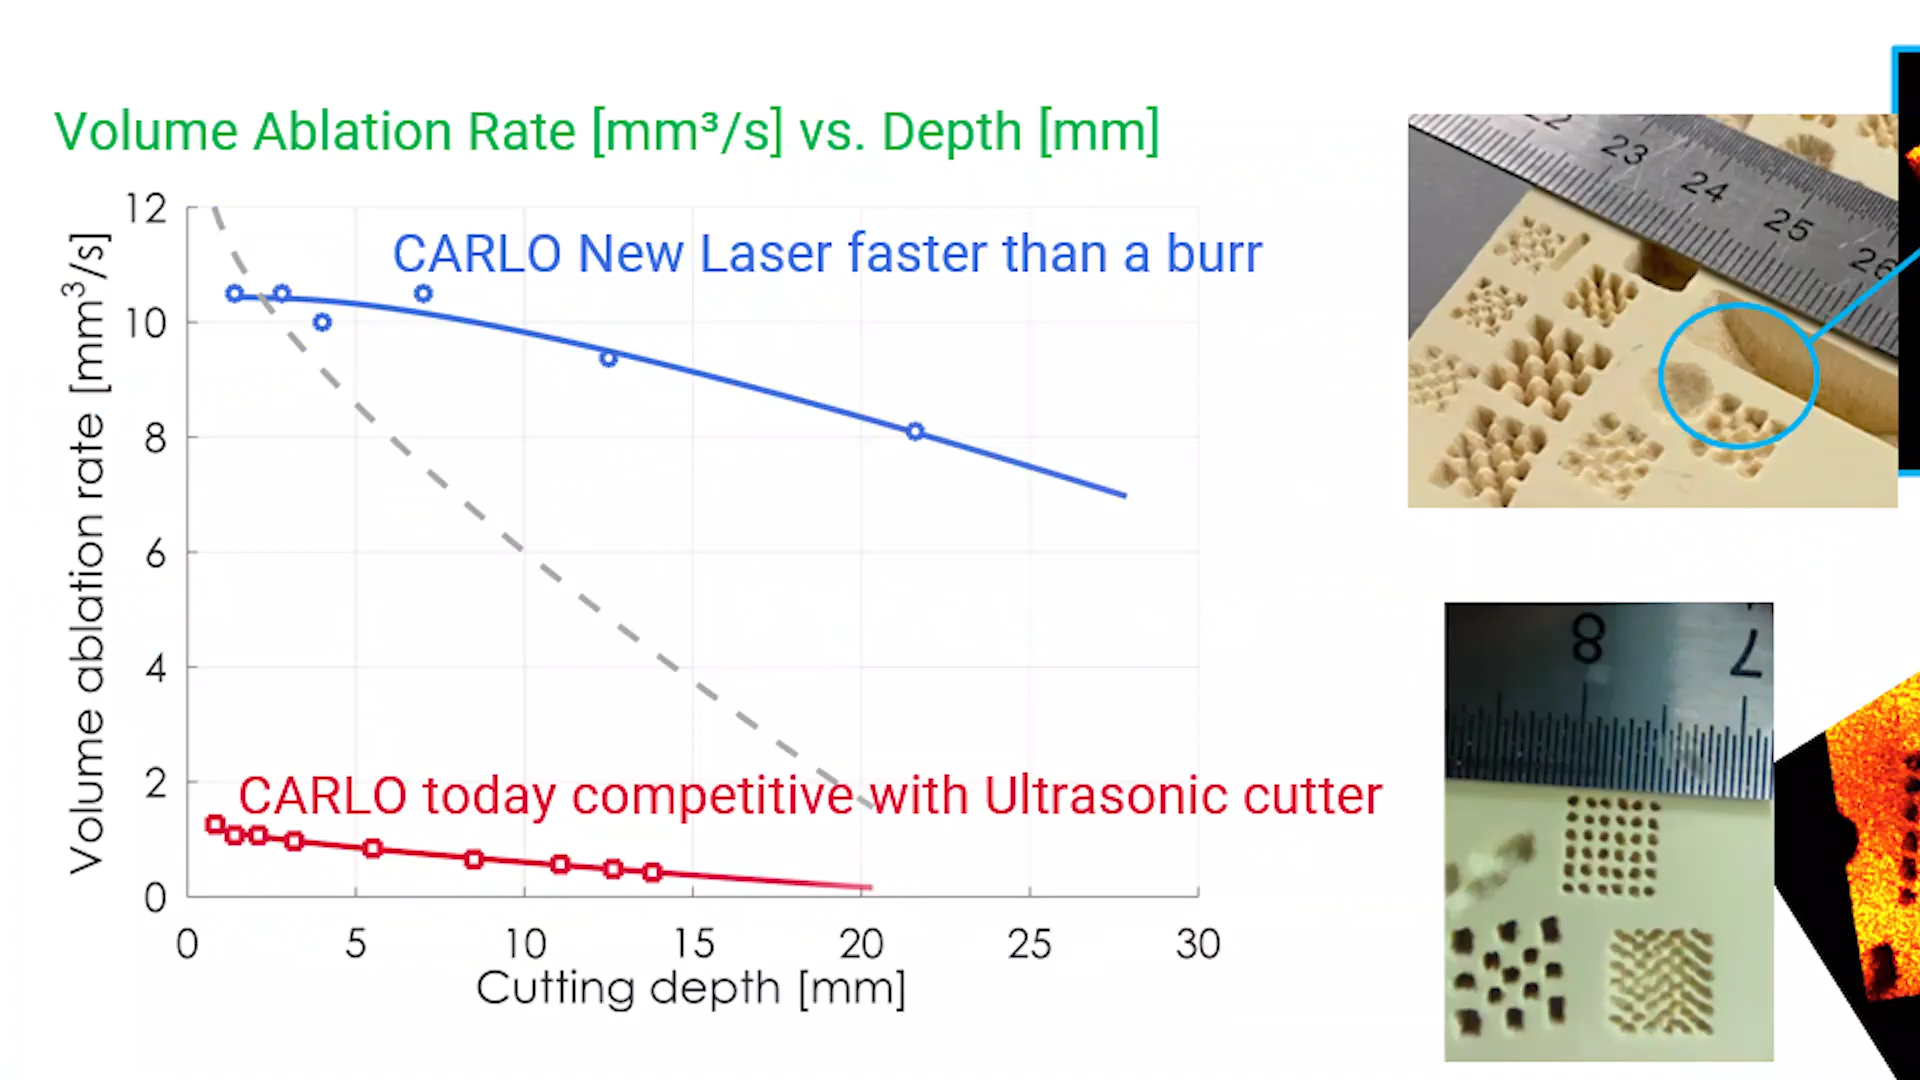 Volume Ablation Rate [mm³/s] vs. Depth [mm]
Volume ablation rate [mm³/s]
12
10
8
6
4
2
0
CARLO New Laser faster than a burr
CARLO today competitive with Ultrasonic cutter
0 5 10 15 20 25 30
Cutting depth [mm]
22 23 24 25 26
8 7